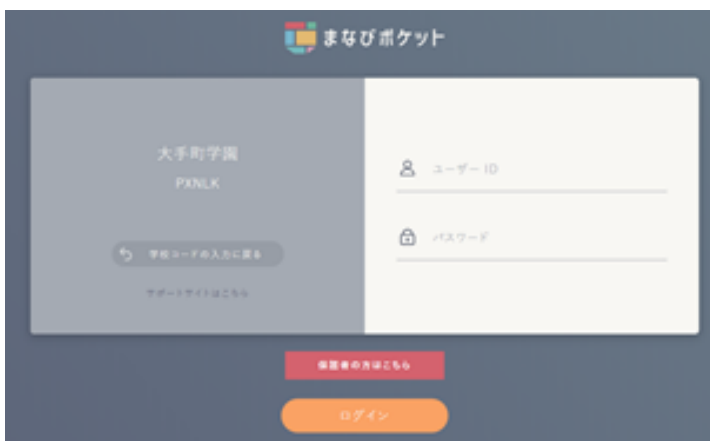 まなびポケット
大手町学園
PXNLK
学校コードの入力に戻る
サポートサイトはこちら
ユーザー ID
パスワード
保護者の方はこちら
ログイン